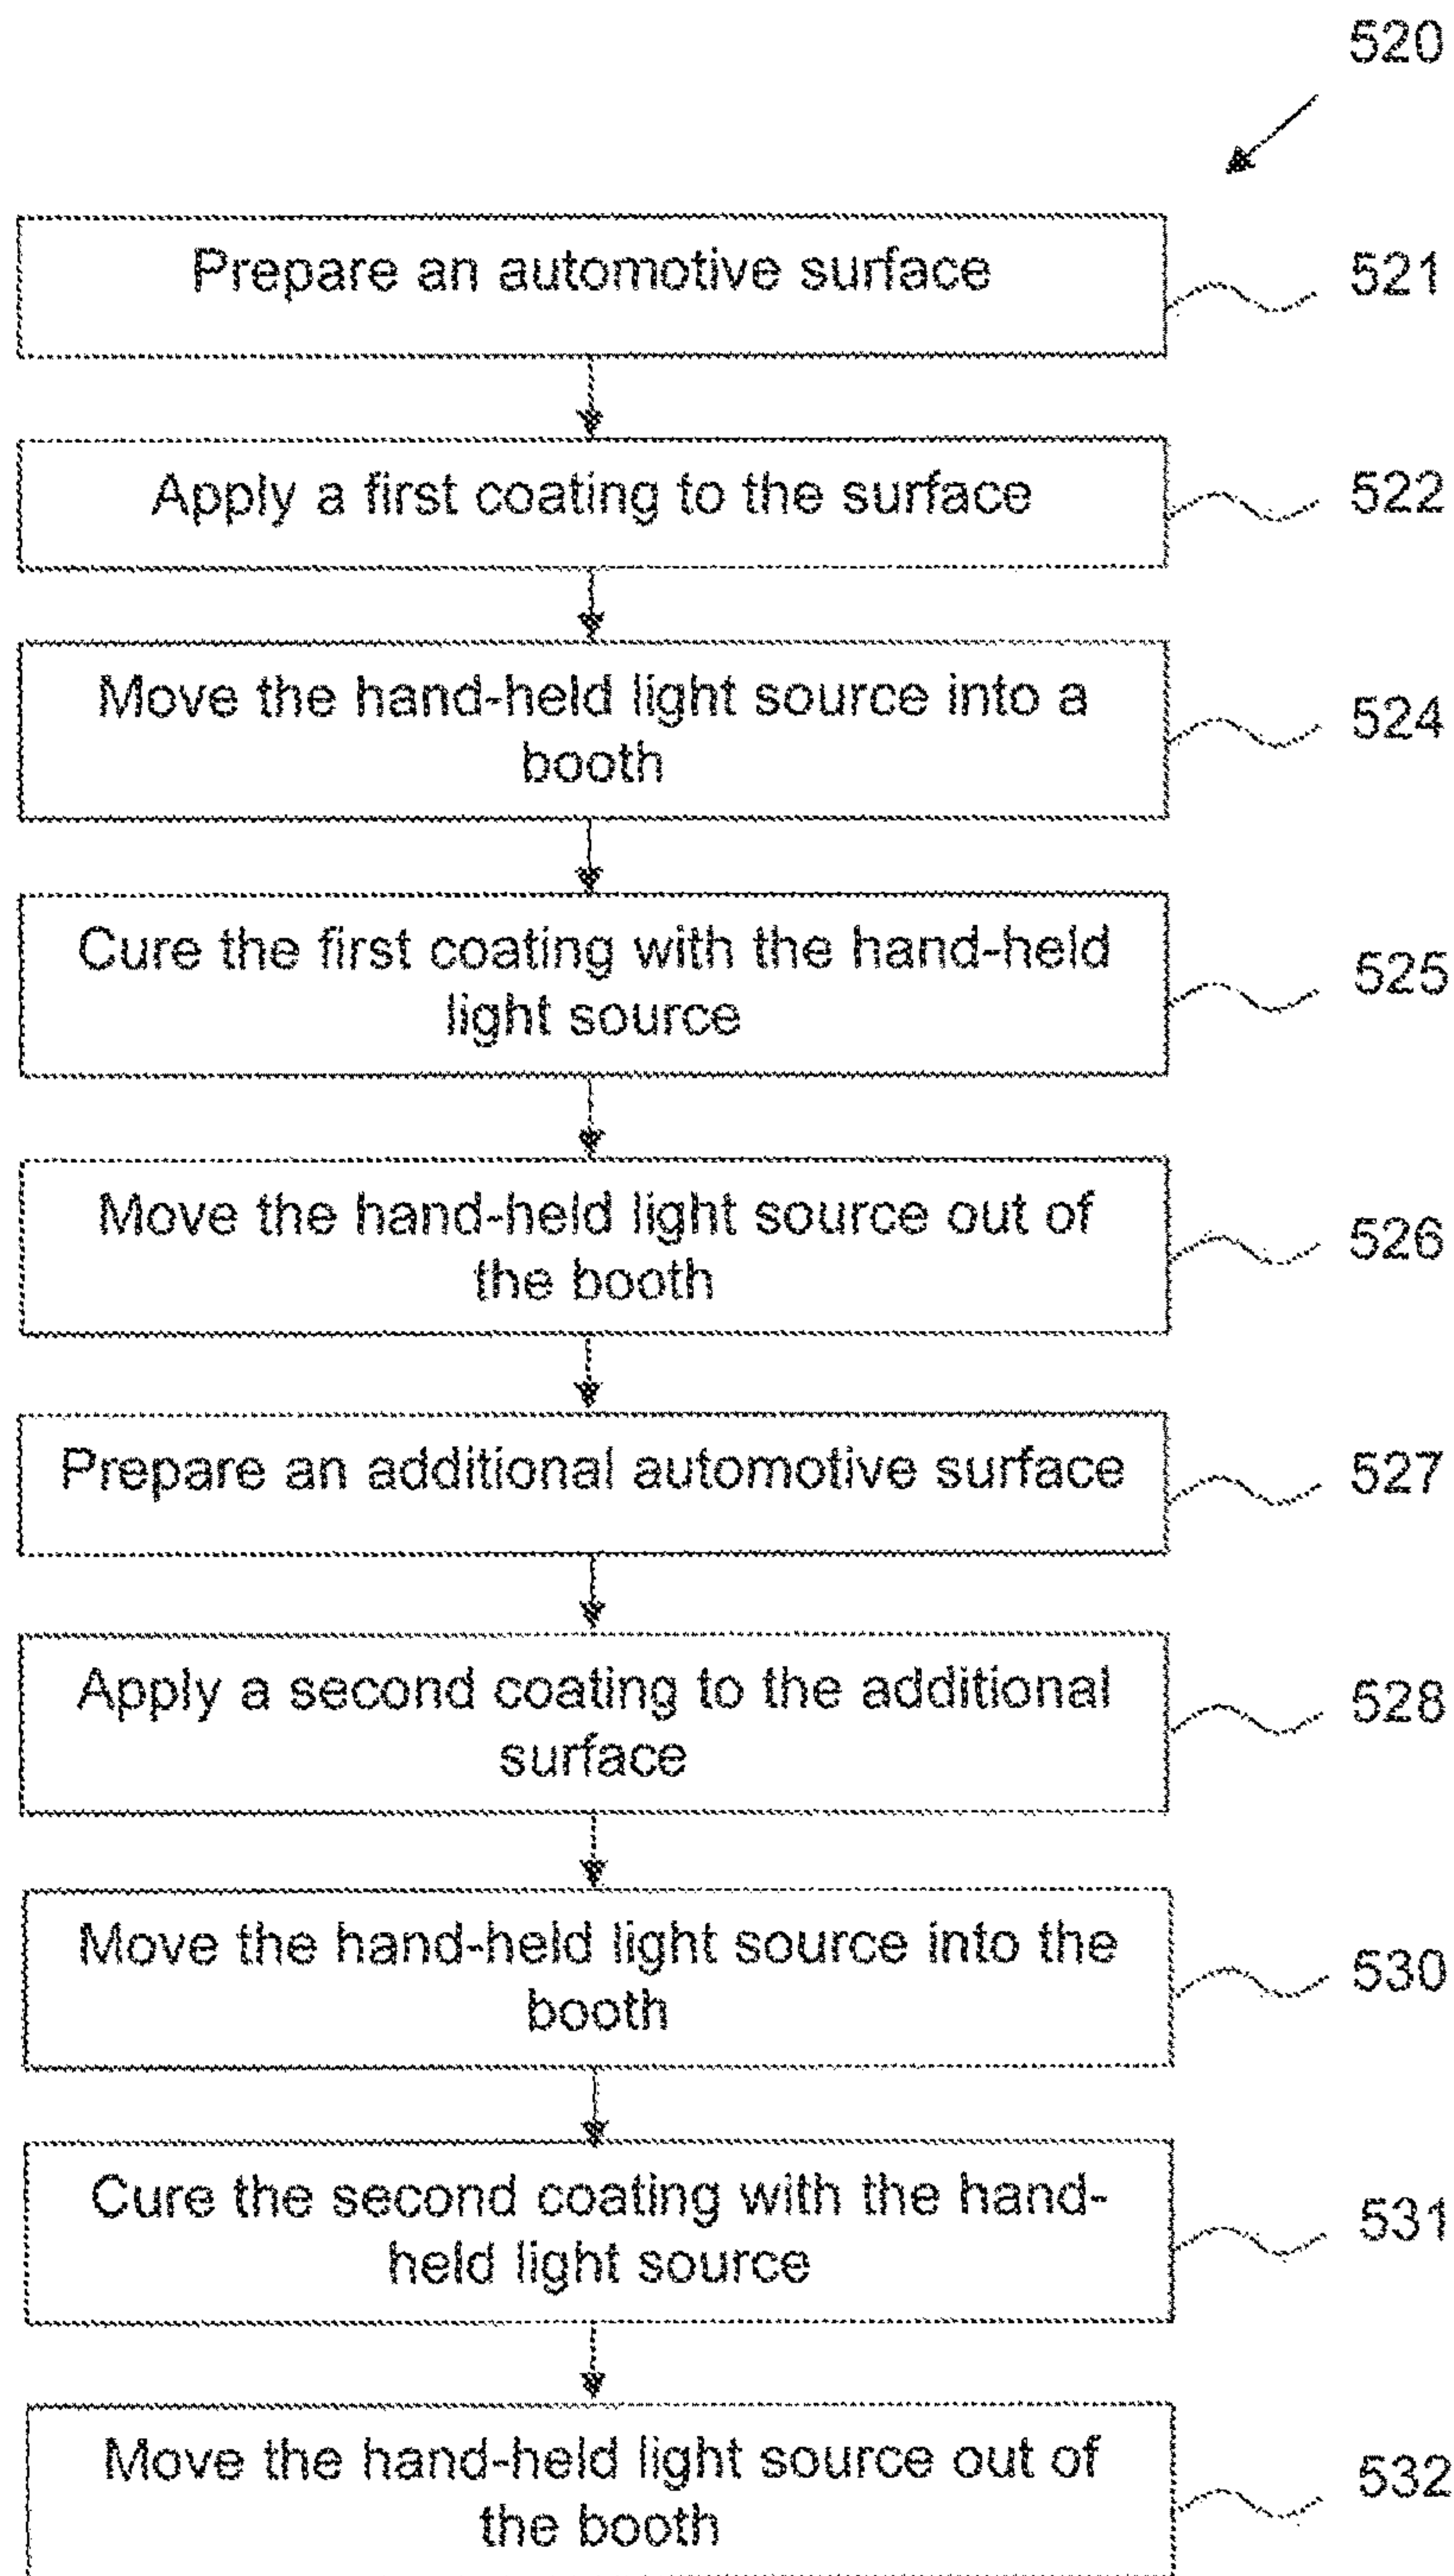 520
Prepare an automotive surface
521
Apply a first coating to the surface
522
Move the hand-held light source into a
booth
524
Cure the first coating with the hand-held
light source
525
Move the hand-held light source out of
the booth
526
Prepare an additional automotive surface
527
Apply a second coating to the additional
surface
528
Move the hand-held light source into the
booth
530
Cure the second coating with the hand-
held light source
531
Move the hand-held light source out of
the booth
532